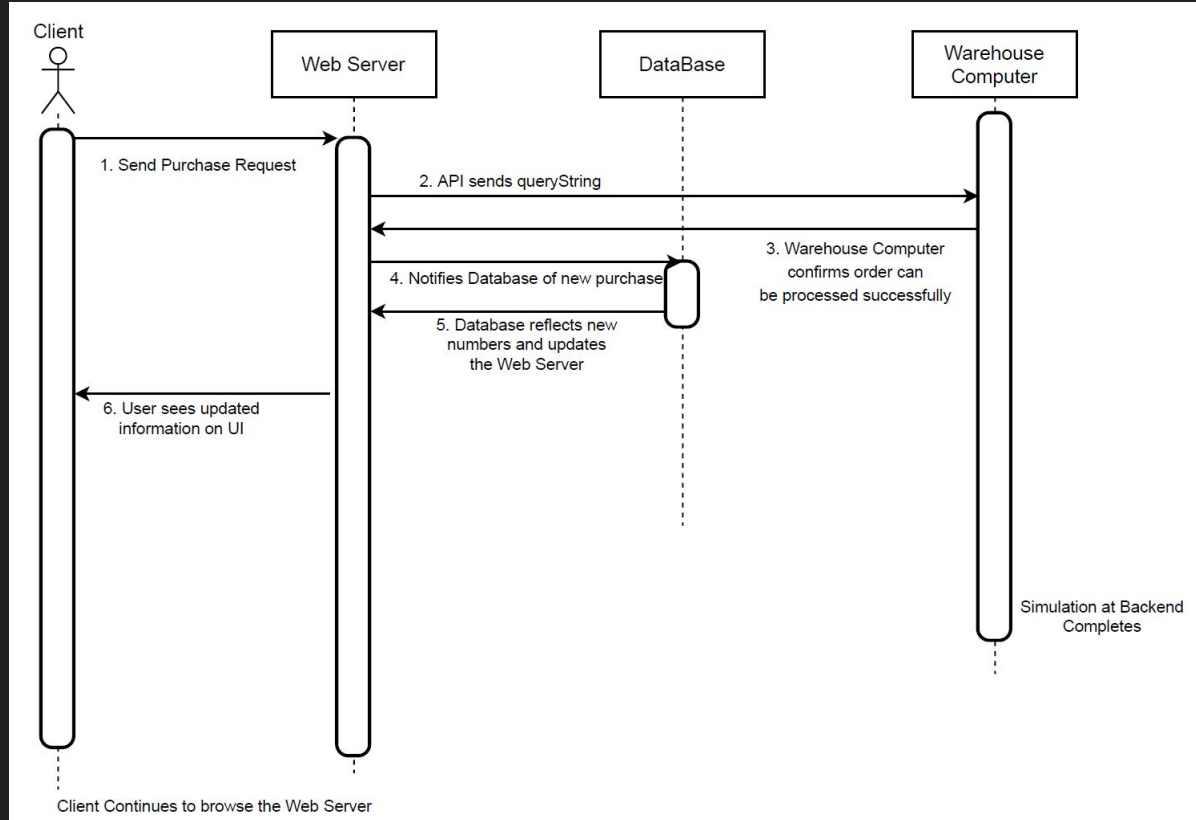 Client
Web Server
DataBase
Warehouse
Computer
1. Send Purchase Request
2. API sends queryString
3. Warehouse Computer
confirms order can
be processed successfully
4. Notifies Database of new purchase
5. Database reflects new
numbers and updates
the Web Server
6. User sees updated
information on UI
Simulation at Backend
Completes
Client Continues to browse the Web Server